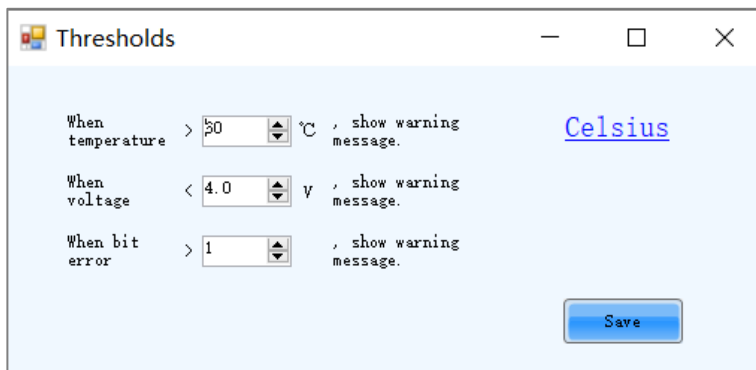 Thresholds
When temperature > 60 ℃ , show warning message.
When voltage < 4.0 V , show warning message.
When bit error > 1 , show warning message.
Celsius
Save